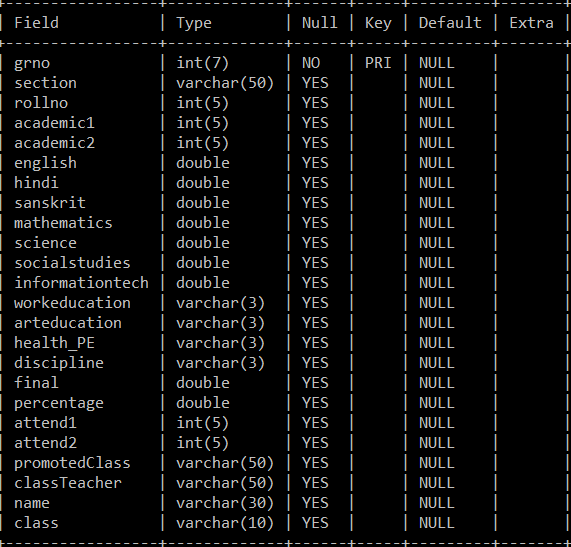 +------------------+--------------+------+-----+---------+-------+
| Field            | Type         | Null | Key | Default | Extra |
+------------------+--------------+------+-----+---------+-------+
| grno             | int(7)       | NO   | PRI | NULL    |       |
| section          | varchar(50)  | YES  |     | NULL    |       |
| rollno           | int(5)       | YES  |     | NULL    |       |
| academic1        | int(5)       | YES  |     | NULL    |       |
| academic2        | int(5)       | YES  |     | NULL    |       |
| english          | double       | YES  |     | NULL    |       |
| hindi            | double       | YES  |     | NULL    |       |
| sanskrit         | double       | YES  |     | NULL    |       |
| mathematics      | double       | YES  |     | NULL    |       |
| science          | double       | YES  |     | NULL    |       |
| socialstudies    | double       | YES  |     | NULL    |       |
| informationtech  | double       | YES  |     | NULL    |       |
| workeducation    | varchar(3)   | YES  |     | NULL    |       |
| arteducation     | varchar(3)   | YES  |     | NULL    |       |
| health_PE        | varchar(3)   | YES  |     | NULL    |       |
| discipline       | varchar(3)   | YES  |     | NULL    |       |
| final            | double       | YES  |     | NULL    |       |
| percentage       | double       | YES  |     | NULL    |       |
| attend1          | int(5)       | YES  |     | NULL    |       |
| attend2          | int(5)       | YES  |     | NULL    |       |
| promotedClass    | varchar(50)  | YES  |     | NULL    |       |
| classTeacher     | varchar(50)  | YES  |     | NULL    |       |
| name             | varchar(30)  | YES  |     | NULL    |       |
| class            | varchar(10)  | YES  |     | NULL    |       |
+------------------+--------------+------+-----+---------+-------+